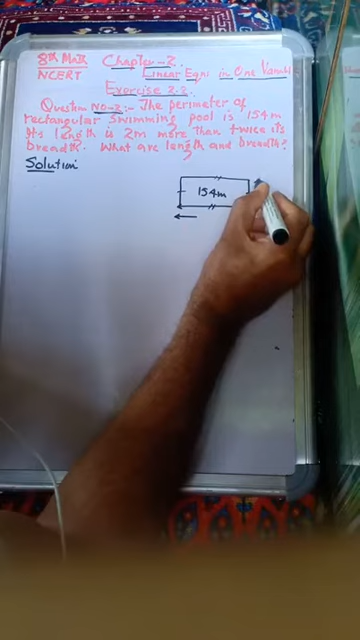 8th Math Chapter-2.
NCERT Linear Eqns in One Variabl
Exercise 2.2.
Question No-2:- The perimeter of
rectangular swimming pool is 154m
Its length is 2m more than twice its
breadth. What are length and breadth?
?
Solution
154m